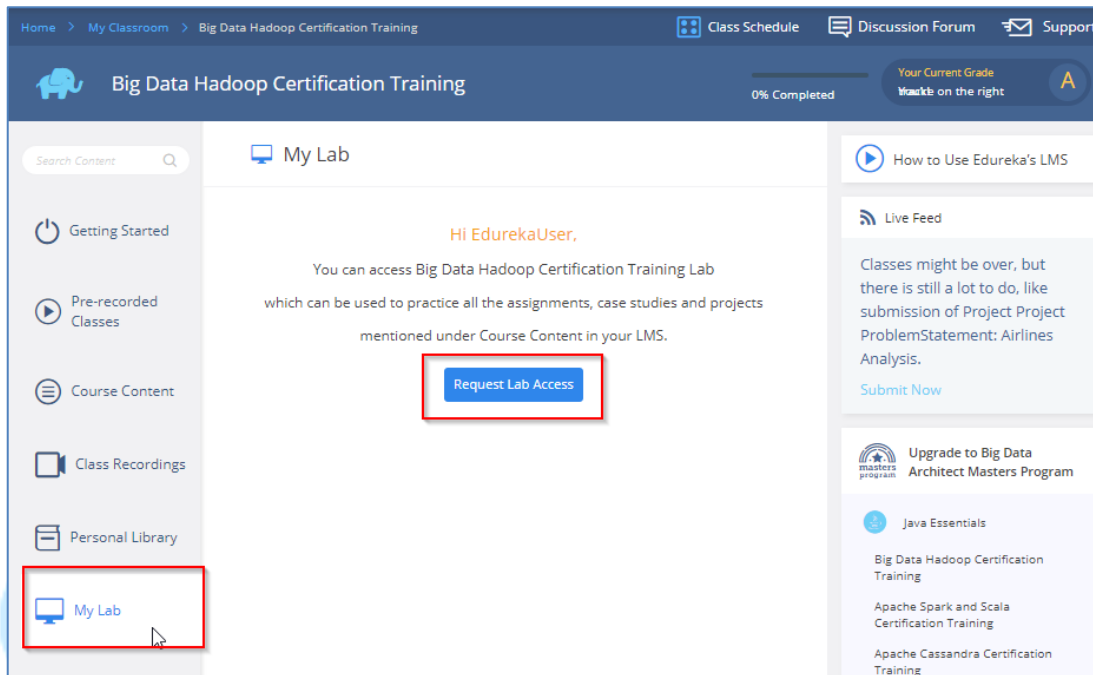 Home > My Classroom > Big Data Hadoop Certification Training
Class Schedule
Discussion Forum
Support
Big Data Hadoop Certification Training
0% Completed
Your Current Grade
on the right
A
Search Content
Getting Started
Pre-recorded
Classes
Course Content
Class Recordings
Personal Library
My Lab
My Lab
Hi EdurekaUser,
You can access Big Data Hadoop Certification Training Lab
which can be used to practice all the assignments, case studies and projects
mentioned under Course Content in your LMS.
Request Lab Access
How to Use Edureka's LMS
Live Feed
Classes might be over, but
there is still a lot to do, like
submission of Project Project
ProblemStatement: Airlines
Analysis.
Submit Now
masters
program
Upgrade to Big Data
Architect Masters Program
Java Essentials
Big Data Hadoop Certification
Training
Apache Spark and Scala
Certification Training
Apache Cassandra Certification
Training